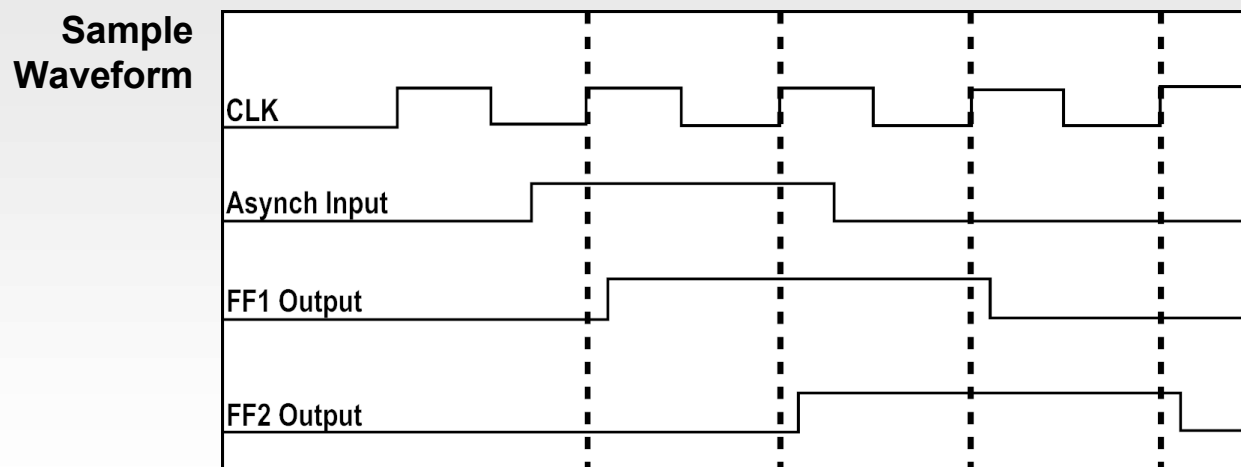 Sample
Waveform
CLK
Asynch Input
FF1 Output
FF2 Output